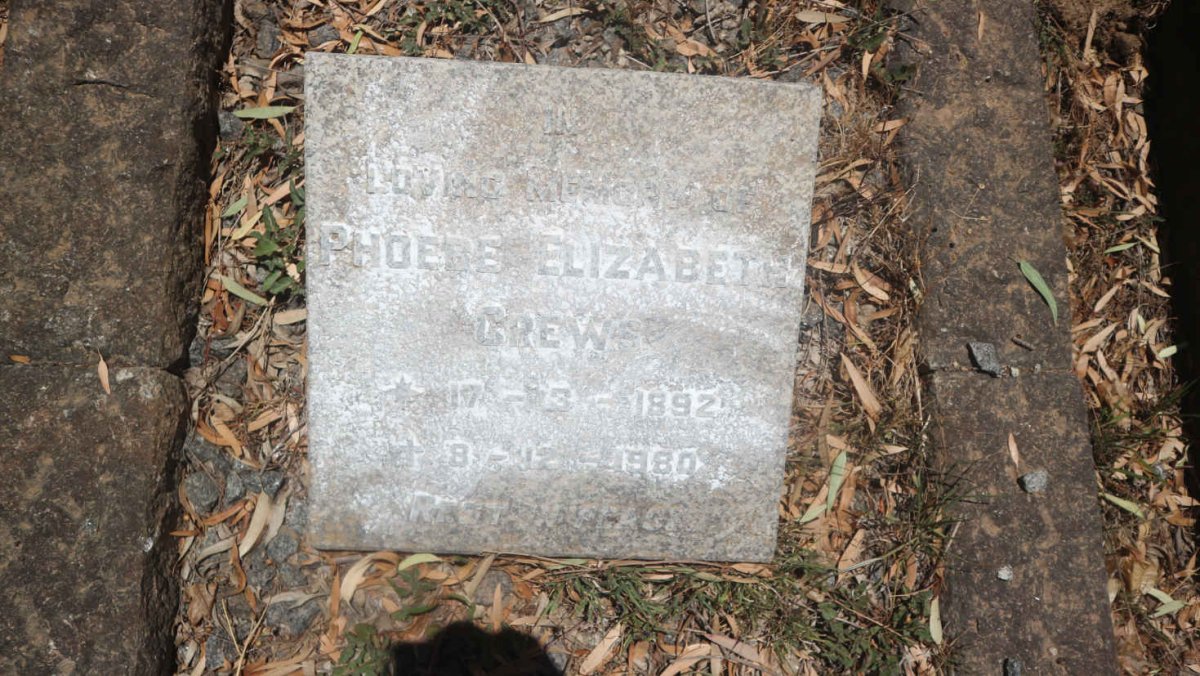 IN
LOVING MEMORY OF
PHOEBE ELIZABETH
CREWS
* 17 - 3 - 1892
† 8 - 12 - 1980